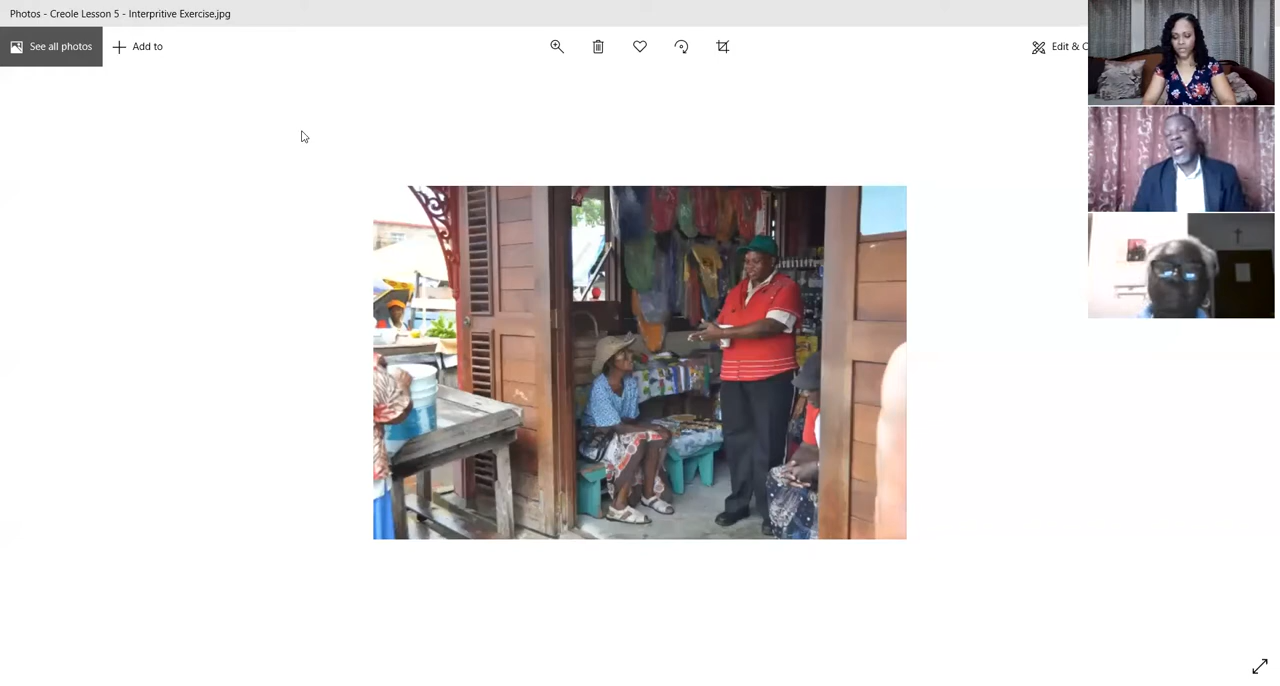 Photos - Creole Lesson 5 - Interpritive Exercise.jpg
See all photos
Add to
Edit & C